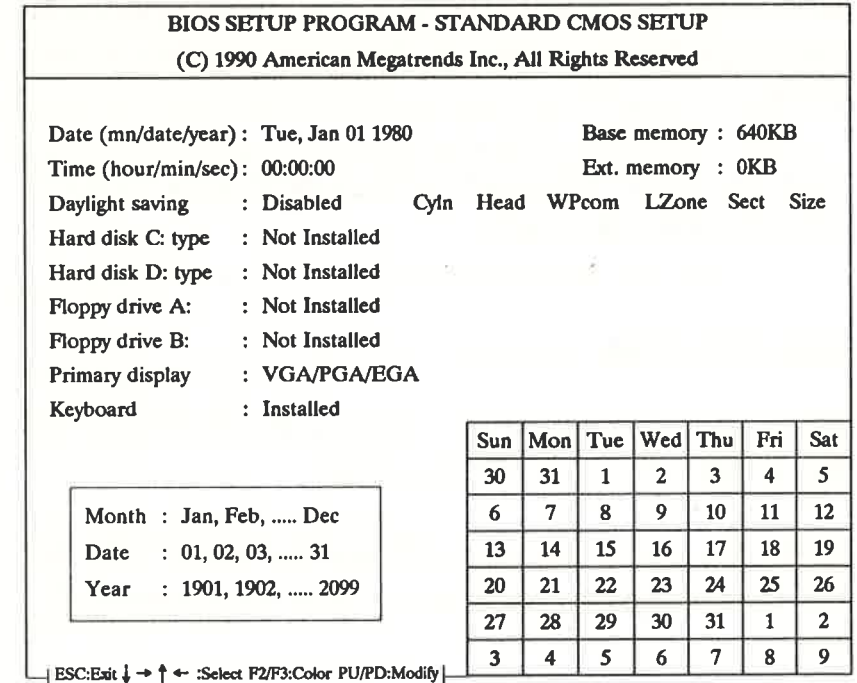 BIOS SETUP PROGRAM - STANDARD CMOS SETUP
(C) 1990 American Megatrends Inc., All Rights Reserved
Date (mn/date/year) : Tue, Jan 01 1980 Base memory : 640KB
Time (hour/min/sec) : 00:00:00 Ext. memory : 0KB
Daylight saving : Disabled Cyln Head WPcom LZone Sect Size
Hard disk C: type : Not Installed
Hard disk D: type : Not Installed
Floppy drive A: : Not Installed
Floppy drive B: : Not Installed
Primary display : VGA/PGA/EGA
Keyboard : Installed
Sun Mon Tue Wed Thu Fri Sat
30 31 1 2 3 4 5
6 7 8 9 10 11 12
13 14 15 16 17 18 19
20 21 22 23 24 25 26
27 28 29 30 31 1 2
3 4 5 6 7 8 9
Month : Jan, Feb, ..... Dec
Date : 01, 02, 03, ..... 31
Year : 1901, 1902, ..... 2099
ESC:Exit ↓ → ↑ ← :Select F2/F3:Color PU/PD:Modify